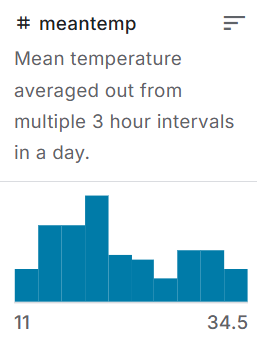 # meantemp
Mean temperature
averaged out from
multiple 3 hour intervals
in a day.
11 34.5